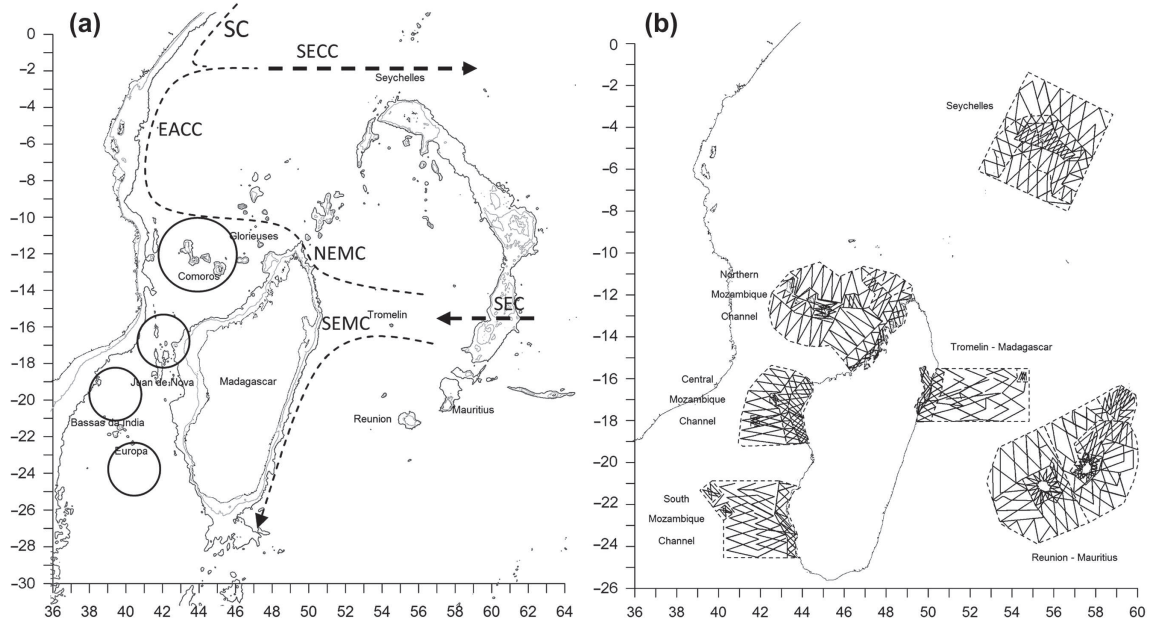 (a)
0
−2
−4
−6
−8
−10
−12
−14
−16
−18
−20
−22
−24
−26
−28
−30
36 38 40 42 44 46 48 50 52 54 56 58 60 62 64
SC
SECC
Seychelles
EACC
Glorieuses
NEMC
Comoros
SEC
SEMC
Tromelin
Juan de Nova
Madagascar
Mauritius
Reunion
Bassas da India
Europa
(b)
0
−2
−4
−6
−8
−10
−12
−14
−16
−18
−20
−22
−24
−26
36 38 40 42 44 46 48 50 52 54 56 58 60
Seychelles
Northern
Mozambique
Channel
Tromelin - Madagascar
Central
Mozambique
Channel
South
Mozambique
Channel
Reunion - Mauritius